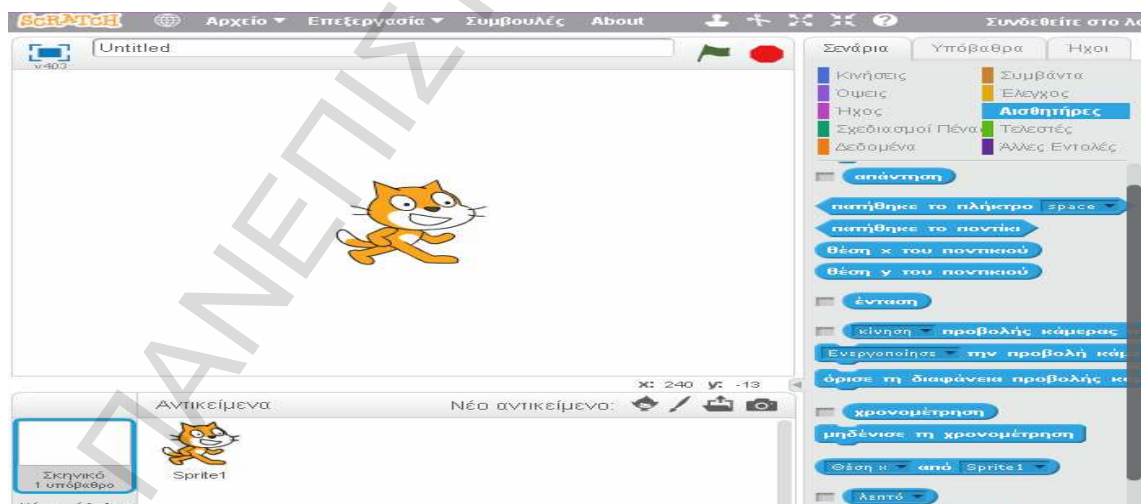 SCRATCH Αρχείο Επεξεργασία Συμβουλές About Συνδεθείτε στο
Untitled
v403
Σενάρια Υπόβαθρα Ήχοι
Κινήσεις Συμβάντα
Όψεις Έλεγχος
Ήχος Αισθητήρες
Σχεδιασμοί Πένας Τελεστές
Δεδομένα Άλλες Εντολές
απάντηση
πατήθηκε το πλήκτρο space
πατήθηκε το ποντίκι
θέση x του ποντικιού
θέση y του ποντικιού
ένταση
κίνηση προβολής κάμερας
Ενεργοποίησε την προβολή
όρισε τη διαφάνεια προβολής
χρονομέτρηση
μηδένισε τη χρονομέτρηση
θέση x από Sprite1
λεπτό
x: 240 y: -13
Αντικείμενα Νέο αντικείμενο:
Σκηνικό
1 υπόβαθρο
Sprite1
ΠΑΝΕΠΙΣ